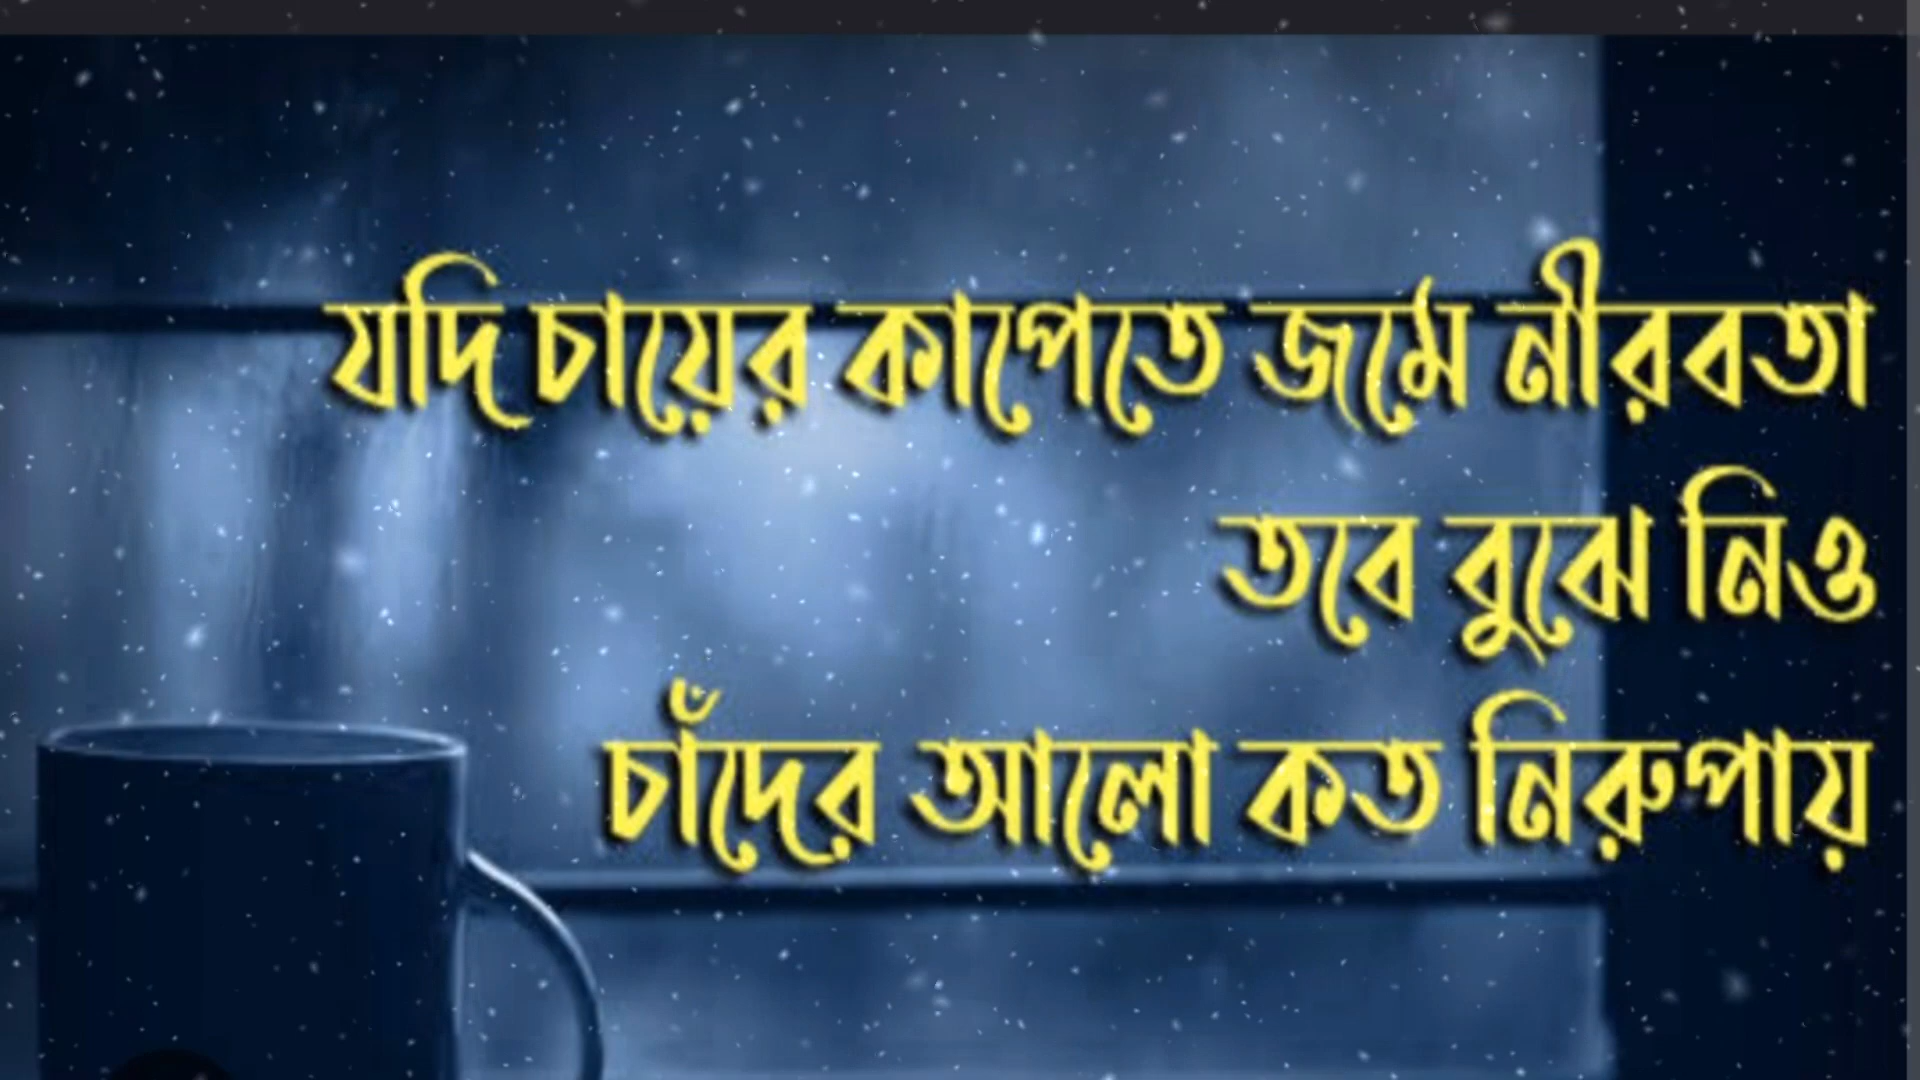 যদি চায়ের কাপেতে জমে নীরবতা
তবে বুঝে নিও
চাঁদের আলো কত নিরুপায়